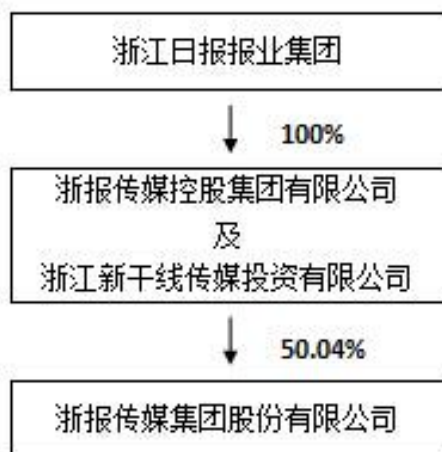 浙江日报报业集团
100%
浙报传媒控股集团有限公司
及
浙江新干线传媒投资有限公司
50.04%
浙报传媒集团股份有限公司